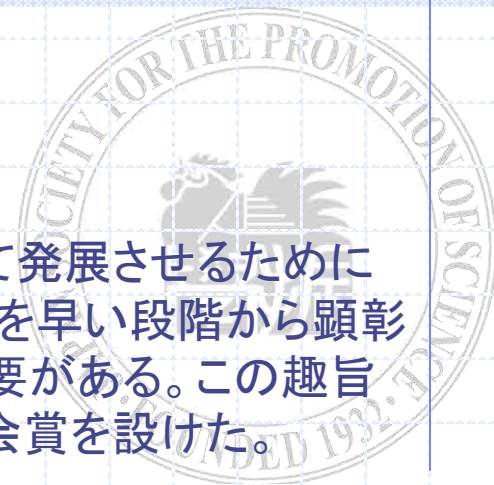 SOCIETY FOR THE PROMOTION OF SCIENCE
て発展させるために
を早い段階から顕彰
要がある。この趣旨
会賞を設けた。
FOUNDED 1932